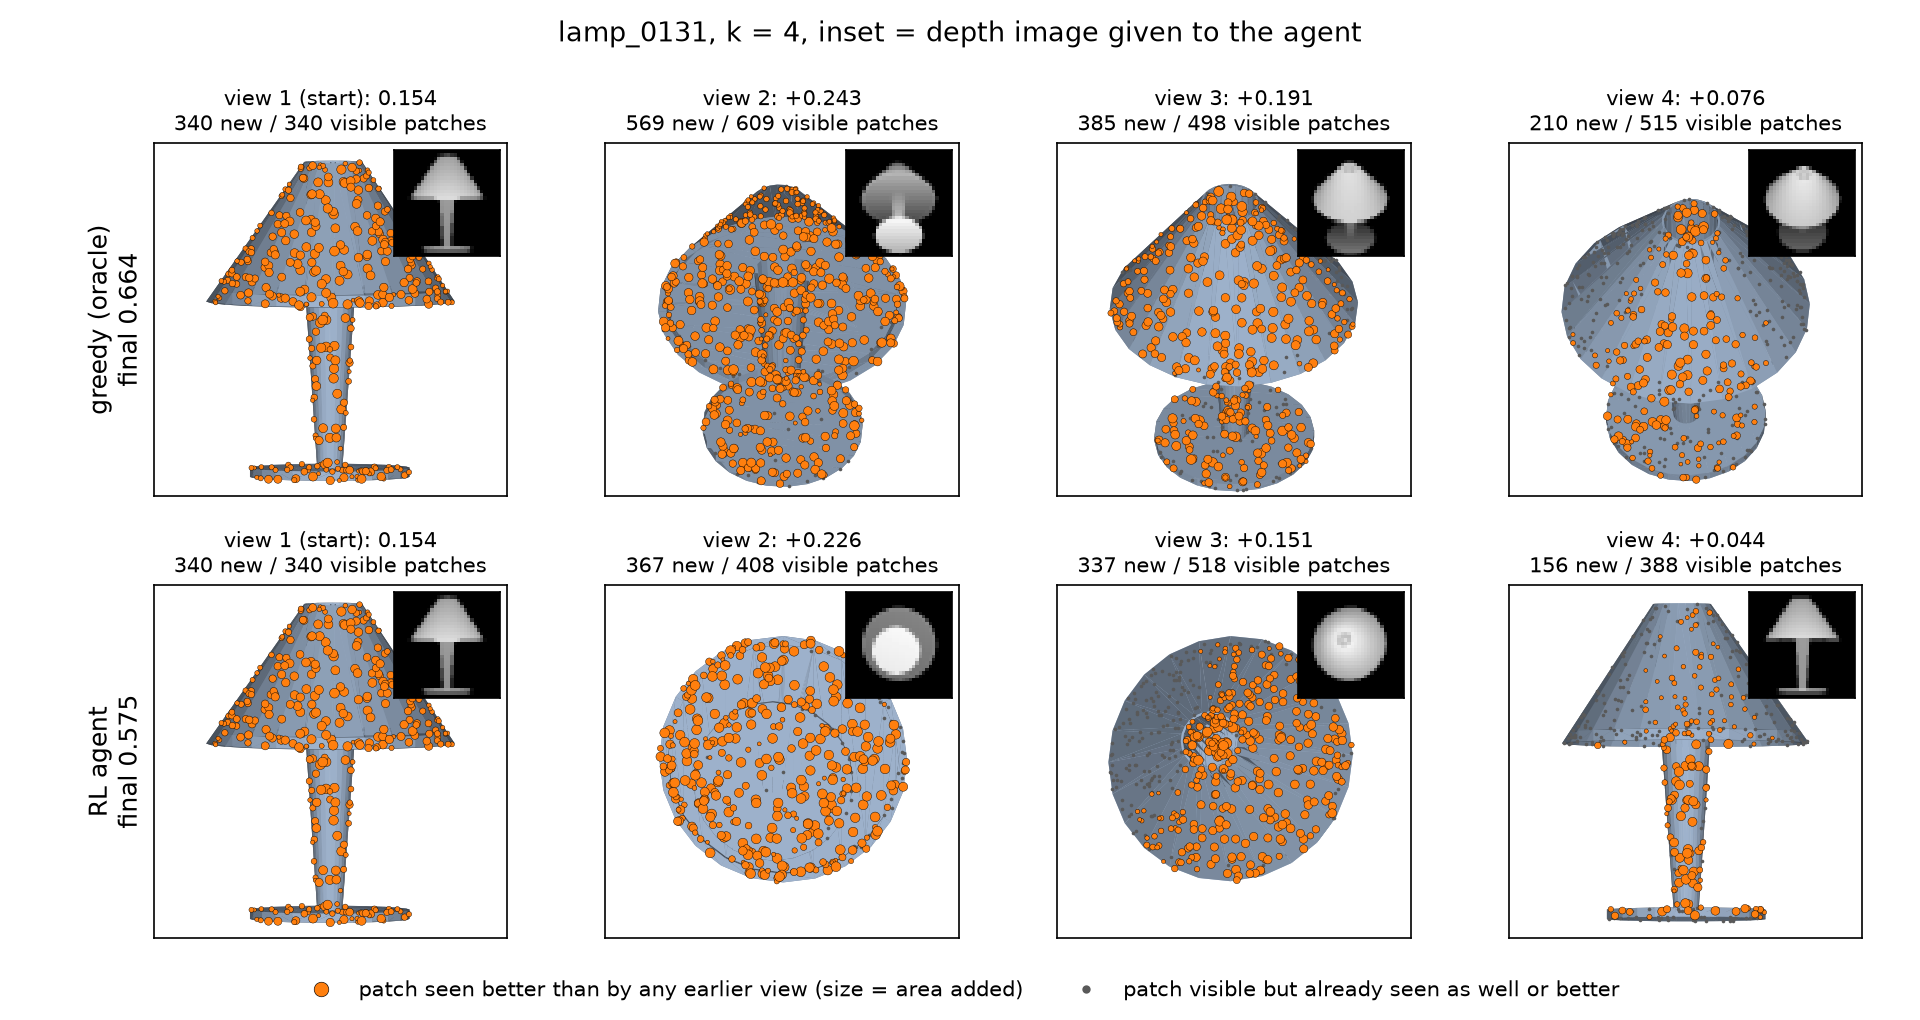 lamp_0131, k = 4, inset = depth image given to the agent
greedy (oracle)
final 0.664
view 1 (start): 0.154
340 new / 340 visible patches
view 2: +0.243
569 new / 609 visible patches
view 3: +0.191
385 new / 498 visible patches
view 4: +0.076
210 new / 515 visible patches
RL agent
final 0.575
view 1 (start): 0.154
340 new / 340 visible patches
view 2: +0.226
367 new / 408 visible patches
view 3: +0.151
337 new / 518 visible patches
view 4: +0.044
156 new / 388 visible patches
patch seen better than by any earlier view (size = area added)
patch visible but already seen as well or better